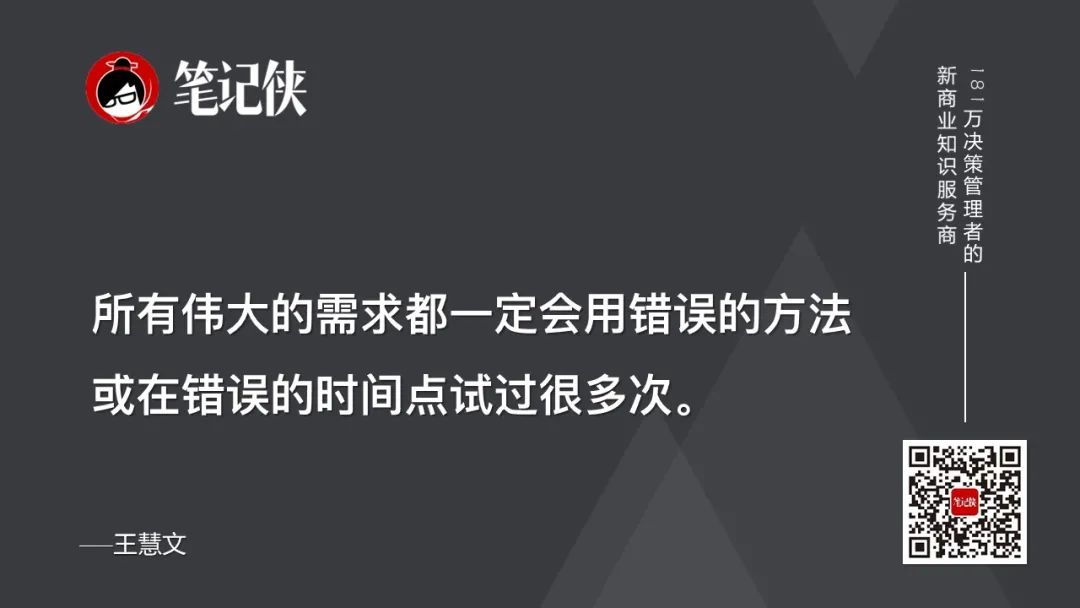 笔记侠
181万决策管理者的
新商业知识服务商
所有伟大的需求都一定会用错误的方法
或在错误的时间点试过很多次。
——王慧文
笔记侠